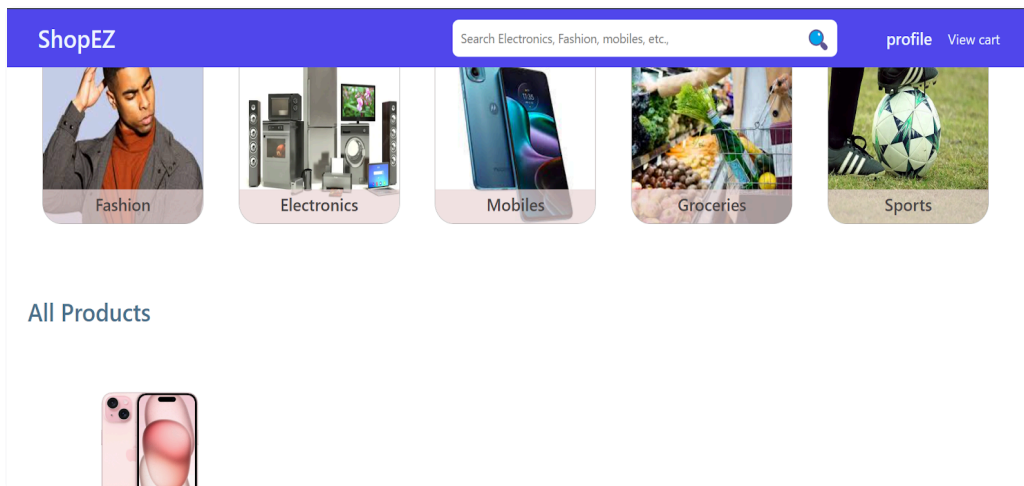 ShopEZ
Search Electronics, Fashion, mobiles, etc.,
profile
View cart
Fashion
Electronics
Mobiles
Groceries
Sports
All Products